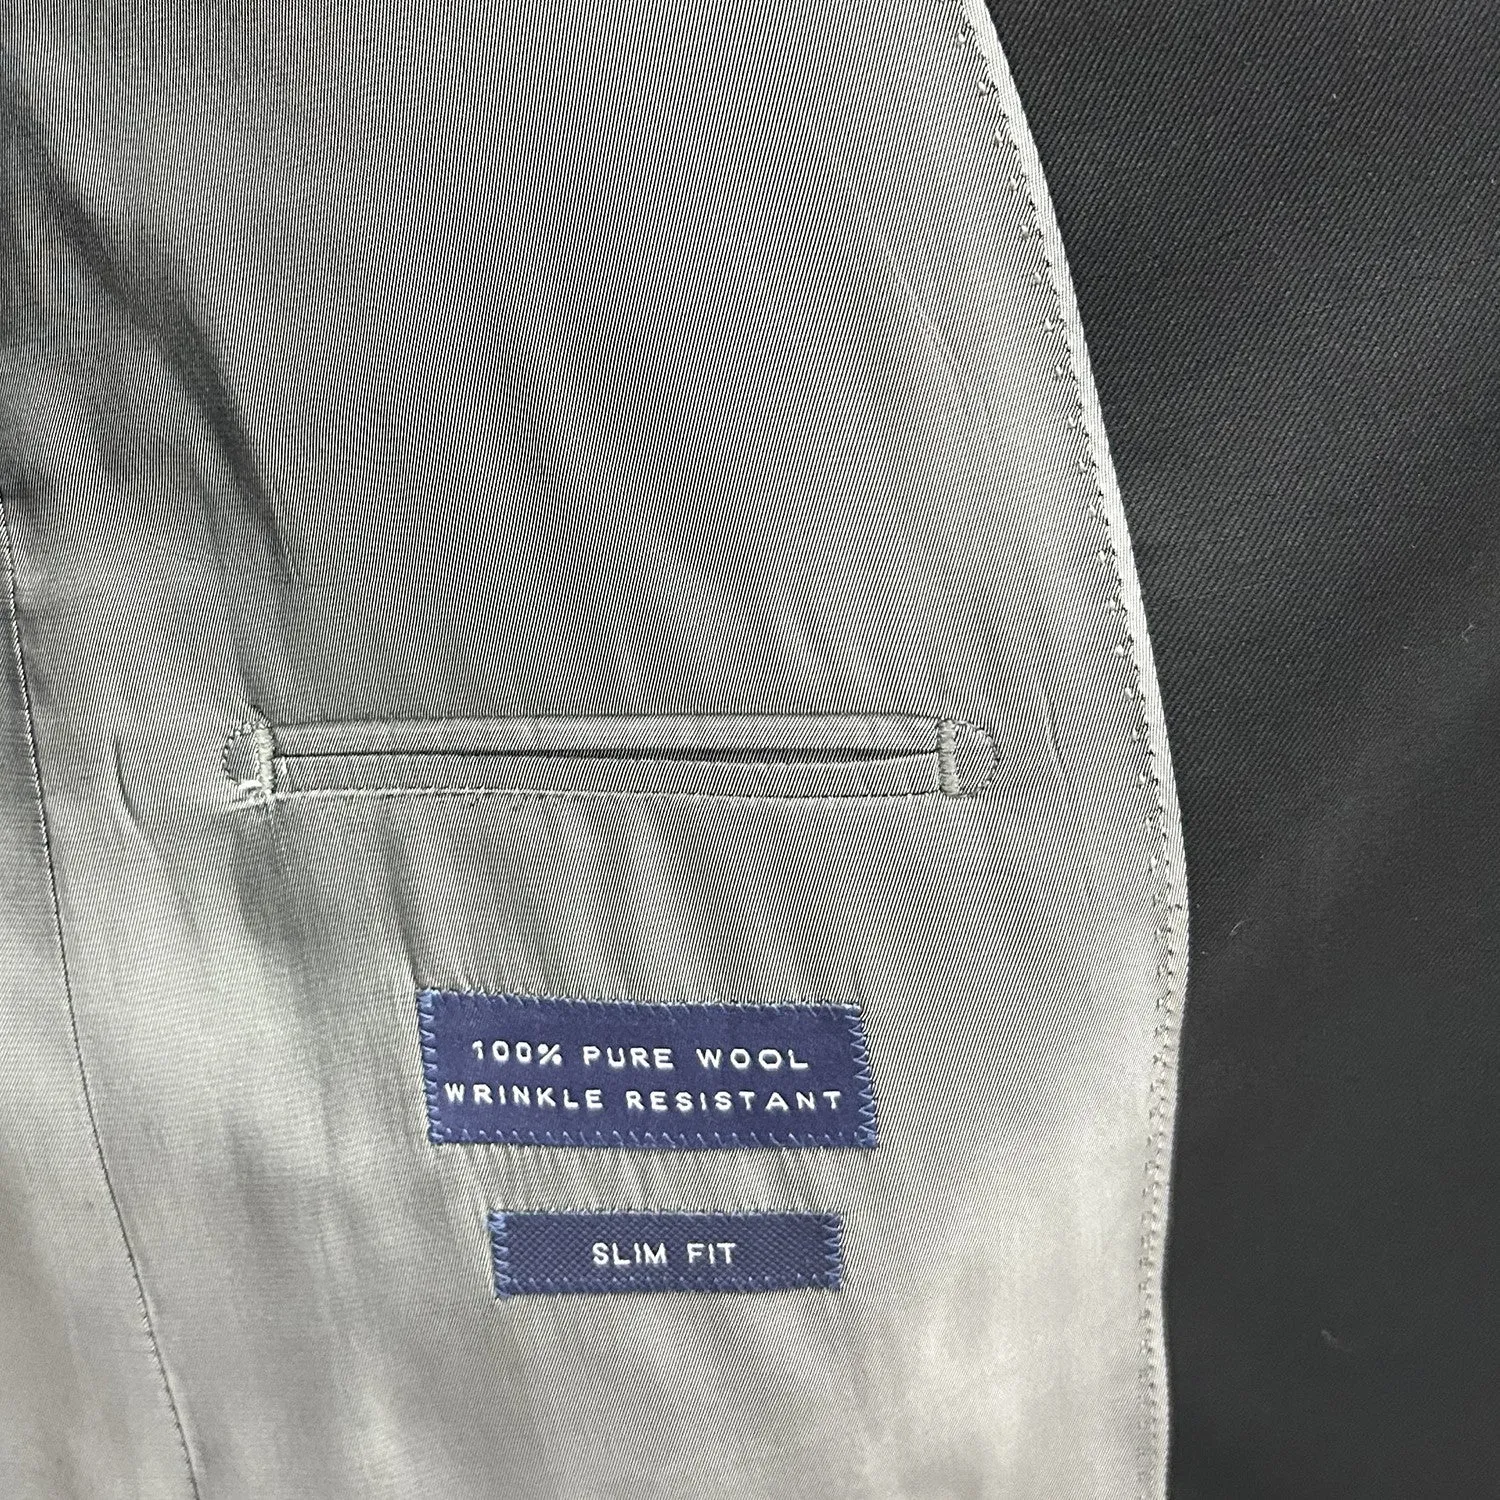 100% PURE WOOL
WRINKLE RESISTANT
SLIM FIT